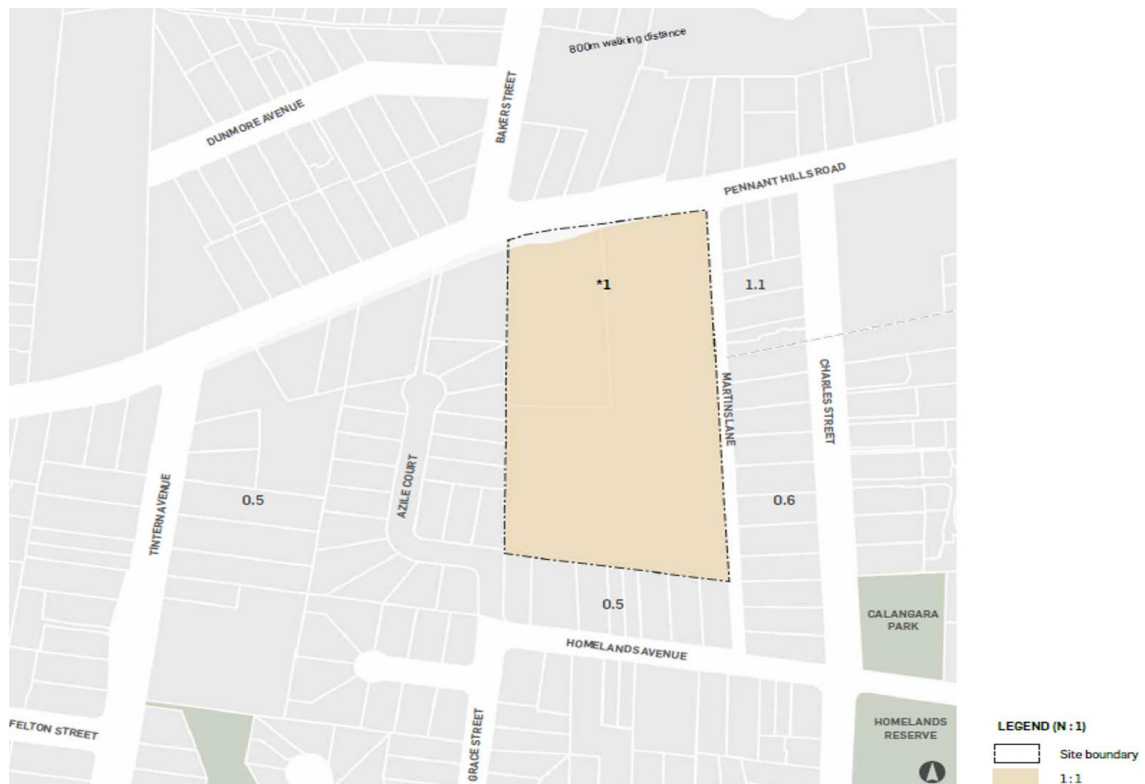 800m walking distance
BAKER STREET
DUNMORE AVENUE
PENNANT HILLS ROAD
*1
1.1
MARTINS LANE
CHARLES STREET
AZILE COURT
TINTERN AVENUE
0.5
0.6
0.5
CALANGARA
PARK
HOMELANDS AVENUE
FELTON STREET
GRACE STREET
HOMELANDS
RESERVE
LEGEND (N : 1)
Site boundary
1 : 1